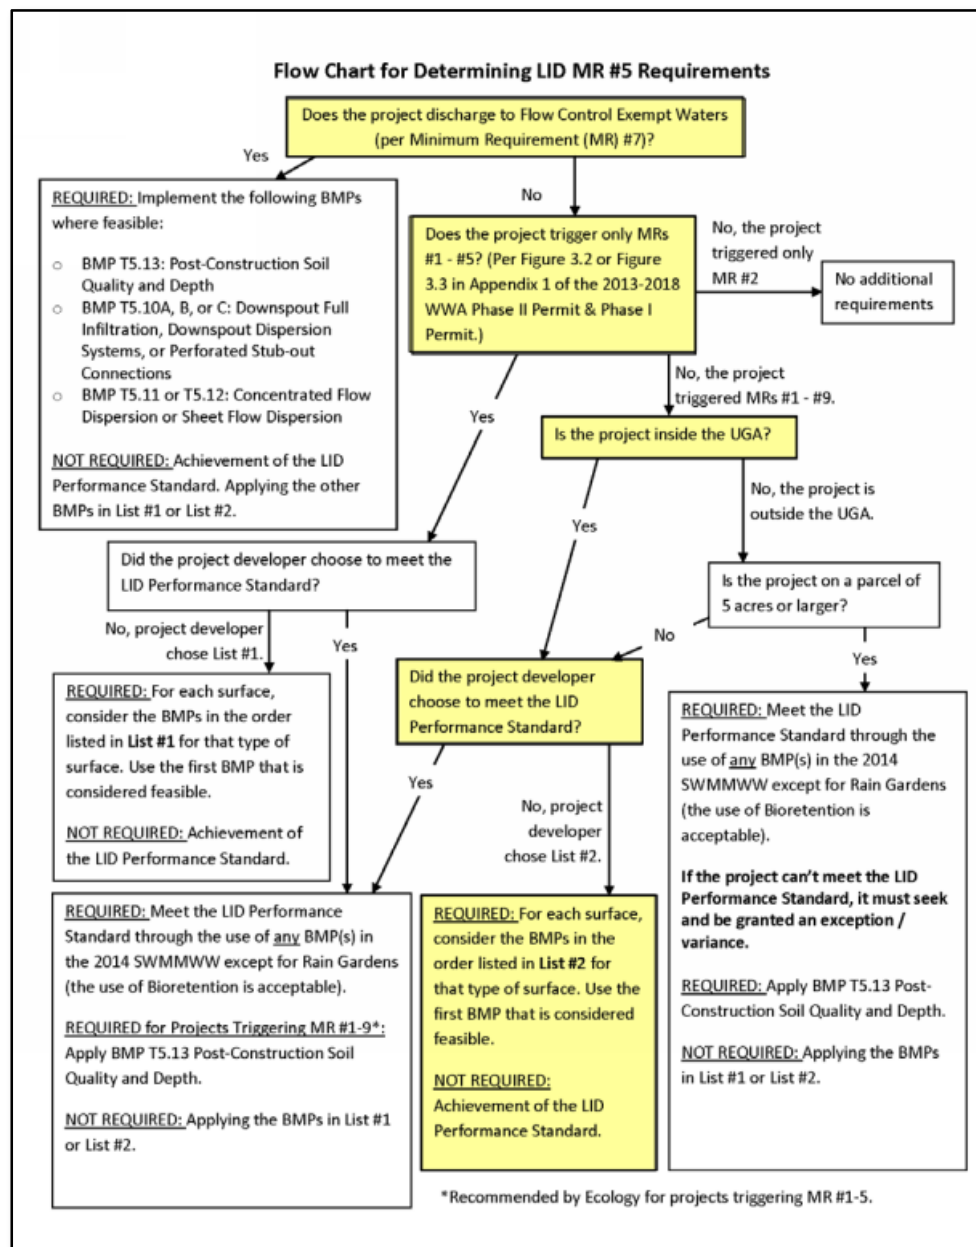 Flow Chart for Determining LID MR #5 Requirements
Does the project discharge to Flow Control Exempt Waters
(per Minimum Requirement (MR) #7)?
Yes
No
REQUIRED: Implement the following BMPs
where feasible:
o BMP T5.13: Post-Construction Soil
Quality and Depth
o BMP T5.10A, B, or C: Downspout Full
Infiltration, Downspout Dispersion
Systems, or Perforated Stub-out
Connections
o BMP T5.11 or T5.12: Concentrated Flow
Dispersion or Sheet Flow Dispersion
NOT REQUIRED: Achievement of the LID
Performance Standard. Applying the other
BMPs in List #1 or List #2.
Does the project trigger only MRs
#1 - #5? (Per Figure 3.2 or Figure
3.3 in Appendix 1 of the 2013-2018
WWA Phase II Permit & Phase I
Permit.)
No, the project
triggered only
MR #2
No additional
requirements
Yes
No, the project
triggered MRs #1 - #9.
Is the project inside the UGA?
Yes
No, the project is
outside the UGA.
Did the project developer choose to meet the
LID Performance Standard?
Is the project on a parcel of
5 acres or larger?
No, project developer
chose List #1.
Yes
No
Yes
REQUIRED: For each surface,
consider the BMPs in the order
listed in List #1 for that type of
surface. Use the first BMP that is
considered feasible.
NOT REQUIRED: Achievement of
the LID Performance Standard.
Did the project developer
choose to meet the LID
Performance Standard?
Yes
No, project
developer
chose List #2.
REQUIRED: Meet the LID
Performance Standard through the
use of any BMP(s) in the 2014
SWMMWW except for Rain Gardens
(the use of Bioretention is
acceptable).
If the project can't meet the LID
Performance Standard, it must seek
and be granted an exception /
variance.
REQUIRED: Apply BMP T5.13 Post-
Construction Soil Quality and Depth.
NOT REQUIRED: Applying the BMPs
in List #1 or List #2.
REQUIRED: Meet the LID Performance
Standard through the use of any BMP(s) in
the 2014 SWMMWW except for Rain Gardens
(the use of Bioretention is acceptable).
REQUIRED for Projects Triggering MR #1-9*:
Apply BMP T5.13 Post-Construction Soil
Quality and Depth.
NOT REQUIRED: Applying the BMPs in List #1
or List #2.
REQUIRED: For each surface,
consider the BMPs in the
order listed in List #2 for
that type of surface. Use the
first BMP that is considered
feasible.
NOT REQUIRED:
Achievement of the LID
Performance Standard.
*Recommended by Ecology for projects triggering MR #1-5.